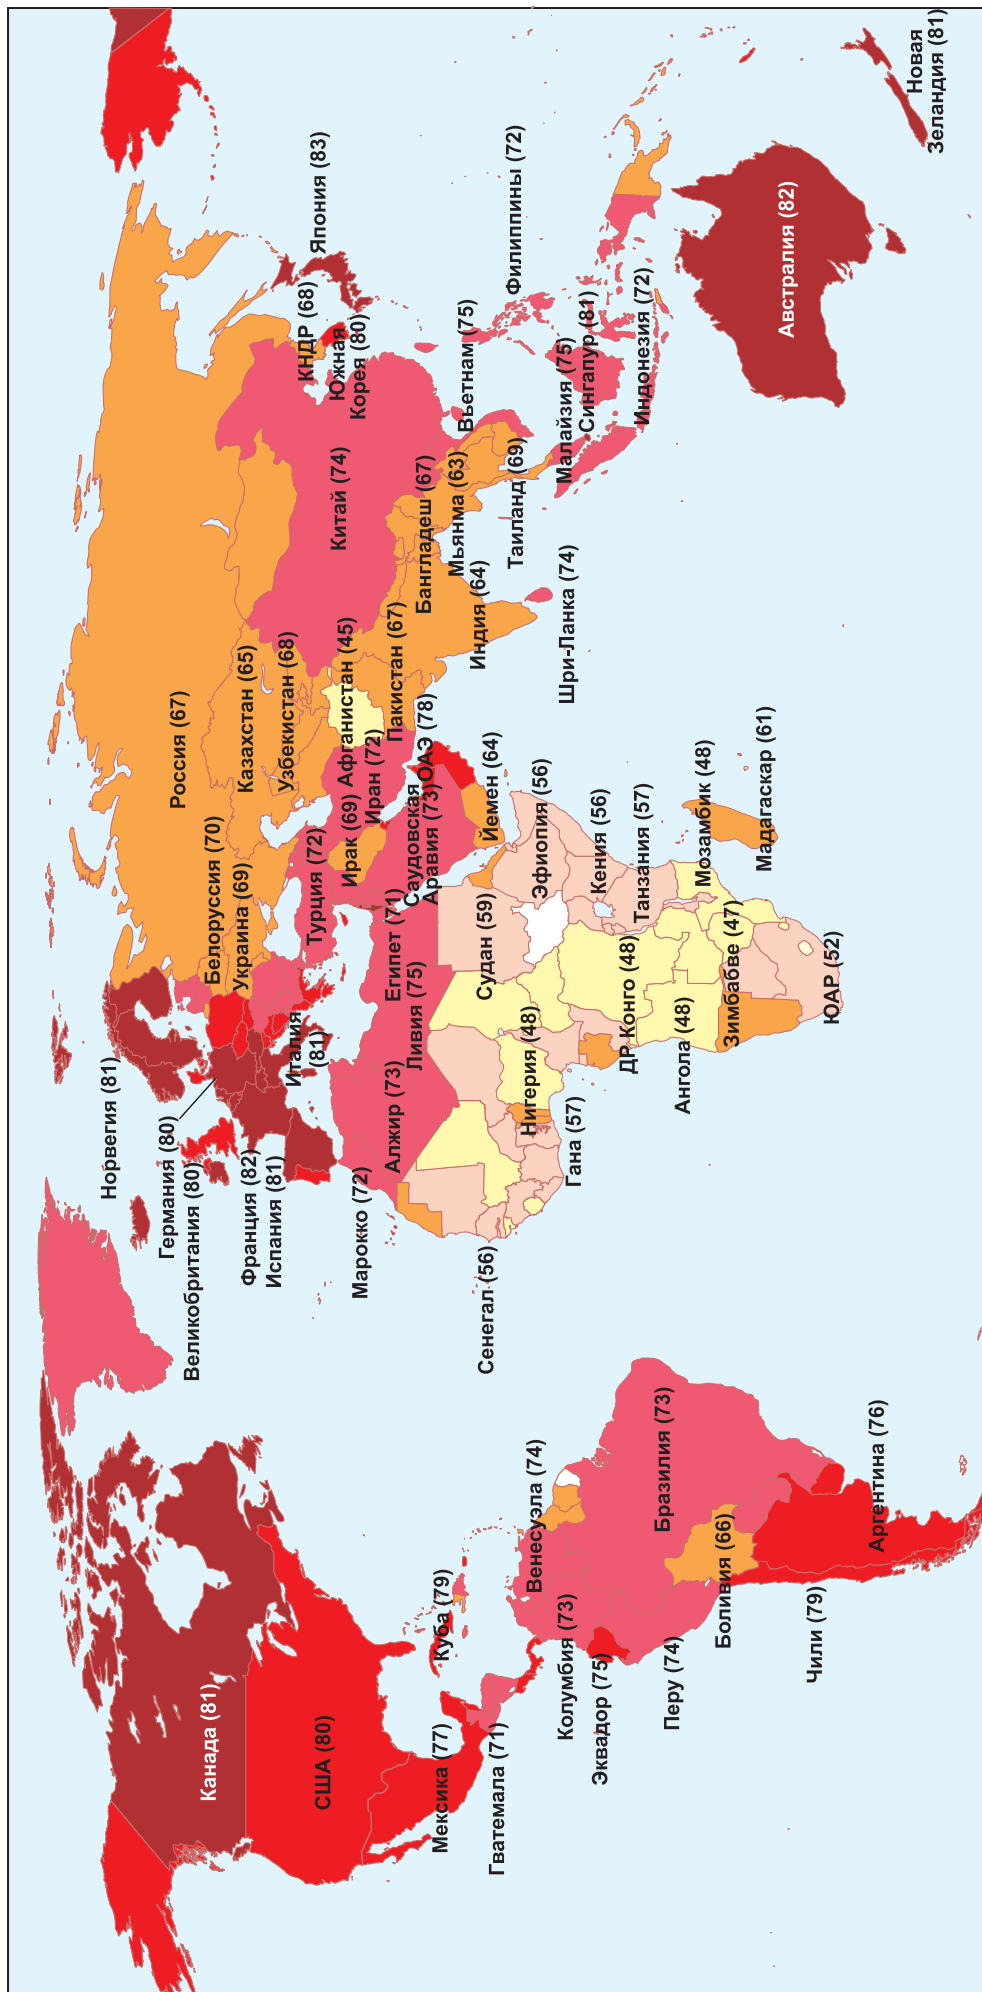 Канада (81)
США (80)
Мексика (77)
Гватемала (71)
Куба (79)
Венесуэла (74)
Колумбия (73)
Эквадор (75)
Перу (74)
Бразилия (73)
Боливия (66)
Чили (79)
Аргентина (76)
Норвегия (81)
Германия (80)
Великобритания (80)
Франция (82)
Испания (81)
Италия
(81)
Белоруссия (70)
Украина (69)
Россия (67)
Казахстан (65)
Узбекистан (68)
Турция (72)
Ирак (69)
Афганистан (45)
Иран (72)
Пакистан (67)
Саудовская
Аравия (73)
ОАЭ (78)
Йемен (64)
Марокко (72)
Алжир (73)
Ливия (75)
Египет (71)
Сенегал (56)
Судан (59)
Нигерия (48)
Гана (57)
Эфиопия (56)
Кения (56)
ДР Конго (48)
Танзания (57)
Ангола (48)
Мозамбик (48)
Зимбабве (47)
Мадагаскар (61)
ЮАР (52)
Китай (74)
КНДР (68)
Южная
Корея (80)
Япония (83)
Бангладеш (67)
Мьянма (63)
Индия (64)
Вьетнам (75)
Таиланд (69)
Филиппины (72)
Шри-Ланка (74)
Малайзия (75)
Сингапур (81)
Индонезия (72)
Австралия (82)
Новая
Зеландия (81)